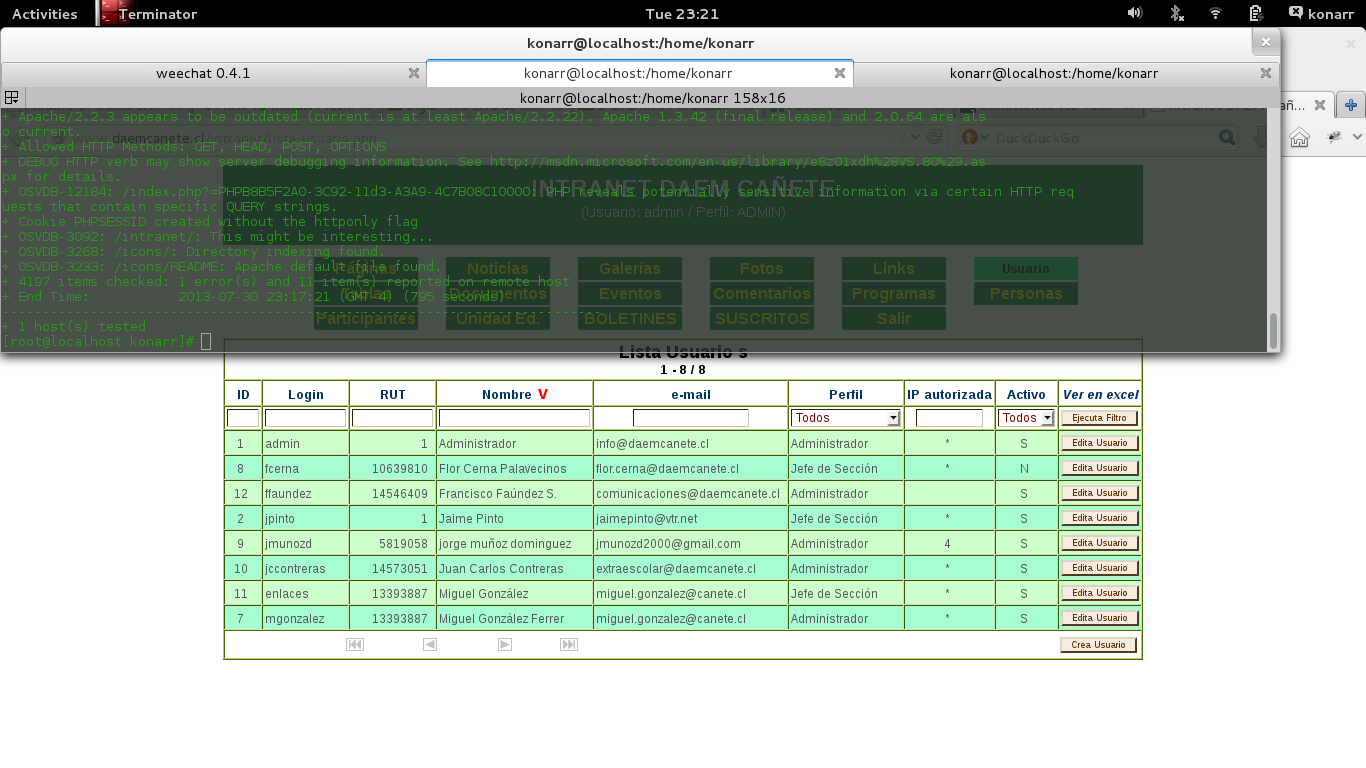 Activities Terminator Tue 23:21 konarr
konarr@localhost:/home/konarr
weechat 0.4.1 konarr@localhost:/home/konarr konarr@localhost:/home/konarr
konarr@localhost:/home/konarr 158x16
+ Apache/2.2.3 appears to be outdated (current is at least Apache/2.2.22). Apache 1.3.42 (final release) and 2.0.64 are als
o current.
www.daemcanete.cl/intranet/lista-usuario.php DuckDuckGo
+ Allowed HTTP Methods: GET, HEAD, POST, OPTIONS
+ DEBUG HTTP verb may show server debugging information. See http://msdn.microsoft.com/en-us/library/e8z01xdh%28VS.80%29.as
px for details.
+ OSVDB-12184: /index.php?=PHPB8B5F2A0-3C92-11d3-A3A9-4C7B08C10000: PHP reveals potentially sensitive information via certain HTTP req
uests that contain specific QUERY strings.
INTRANET DAEM CAÑETE
(Usuario: admin / Perfil: ADMIN)
+ Cookie PHPSESSID created without the httponly flag
+ OSVDB-3092: /intranet/: This might be interesting...
+ OSVDB-3268: /icons/: Directory indexing found.
+ OSVDB-3233: /icons/README: Apache default file found.
+ 4197 items checked: 1 error(s) and 11 item(s) reported on remote host
+ End Time: 2013-07-30 23:17:21 (GMT-4) (795 seconds)
---------------------------------------------------------------------------
+ 1 host(s) tested
[root@localhost konarr]#
Páginas Noticias Galerías Fotos Links Usuario
Documentos Eventos Comentarios Programas Personas
Participantes Unidad Ed. BOLETINES SUSCRITOS Salir
Lista Usuario s
1 - 8 / 8
ID Login RUT Nombre V e-mail Perfil IP autorizada Activo Ver en excel
Todos Todos Ejecuta Filtro
1 admin 1 Administrador info@daemcanete.cl Administrador * S Edita Usuario
8 fcerna 10639810 Flor Cerna Palavecinos flor.cerna@daemcanete.cl Jefe de Sección * N Edita Usuario
12 ffaundez 14546409 Francisco Faúndez S. comunicaciones@daemcanete.cl Administrador S Edita Usuario
2 jpinto 1 Jaime Pinto jaimepinto@vtr.net Jefe de Sección * S Edita Usuario
9 jmunozd 5819058 jorge muñoz dominguez jmunozd2000@gmail.com Administrador 4 S Edita Usuario
10 jccontreras 14573051 Juan Carlos Contreras extraescolar@daemcanete.cl Administrador * S Edita Usuario
11 enlaces 13393887 Miguel González miguel.gonzalez@canete.cl Jefe de Sección * S Edita Usuario
7 mgonzalez 13393887 Miguel González Ferrer miguel.gonzalez@canete.cl Administrador * S Edita Usuario
Crea Usuario